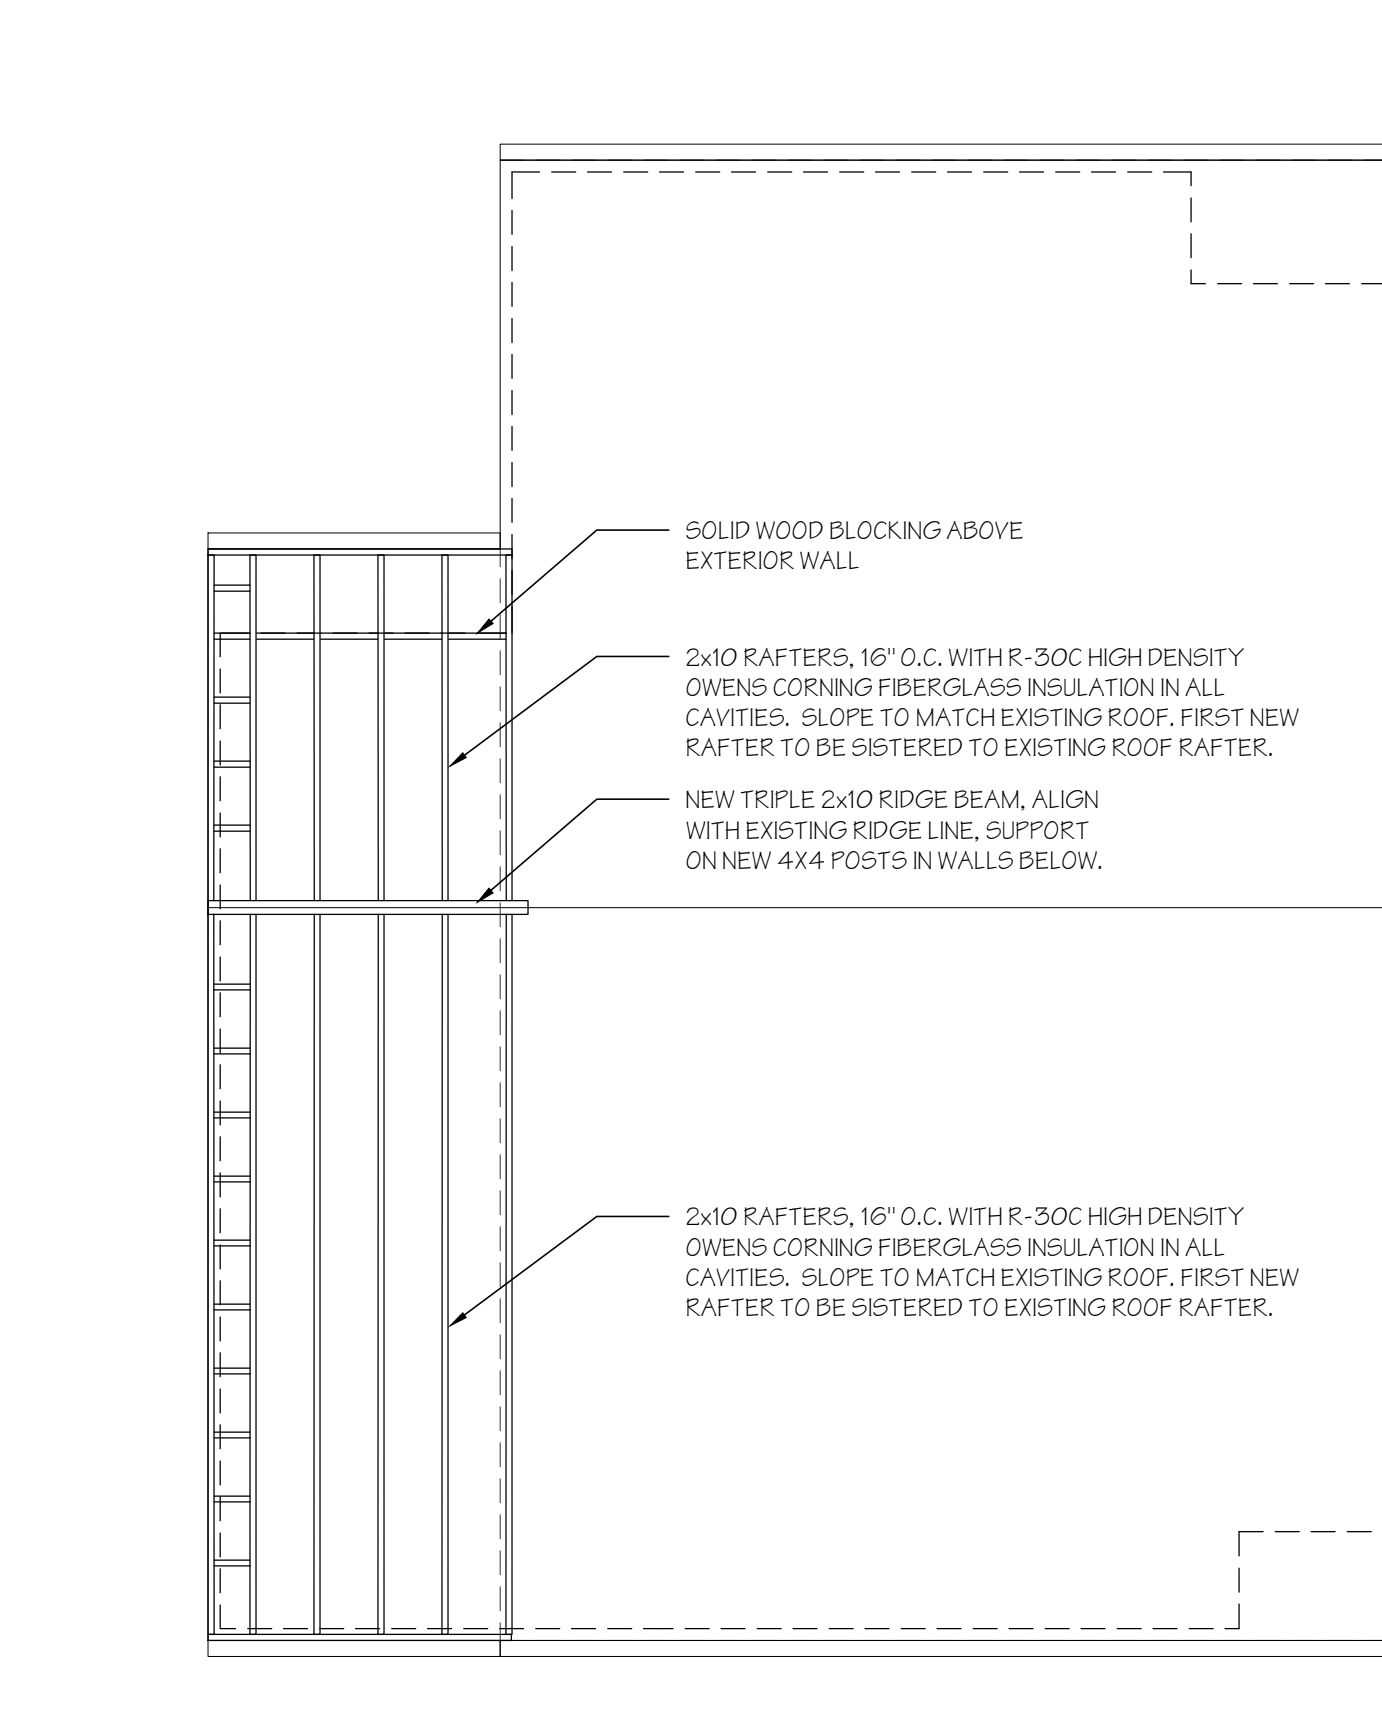 SOLID WOOD BLOCKING ABOVE
EXTERIOR WALL
2x10 RAFTERS, 16" O.C. WITH R-30C HIGH DENSITY
OWENS CORNING FIBERGLASS INSULATION IN ALL
CAVITIES. SLOPE TO MATCH EXISTING ROOF. FIRST NEW
RAFTER TO BE SISTERED TO EXISTING ROOF RAFTER.
NEW TRIPLE 2x10 RIDGE BEAM, ALIGN
WITH EXISTING RIDGE LINE, SUPPORT
ON NEW 4X4 POSTS IN WALLS BELOW.
2x10 RAFTERS, 16" O.C. WITH R-30C HIGH DENSITY
OWENS CORNING FIBERGLASS INSULATION IN ALL
CAVITIES. SLOPE TO MATCH EXISTING ROOF. FIRST NEW
RAFTER TO BE SISTERED TO EXISTING ROOF RAFTER.